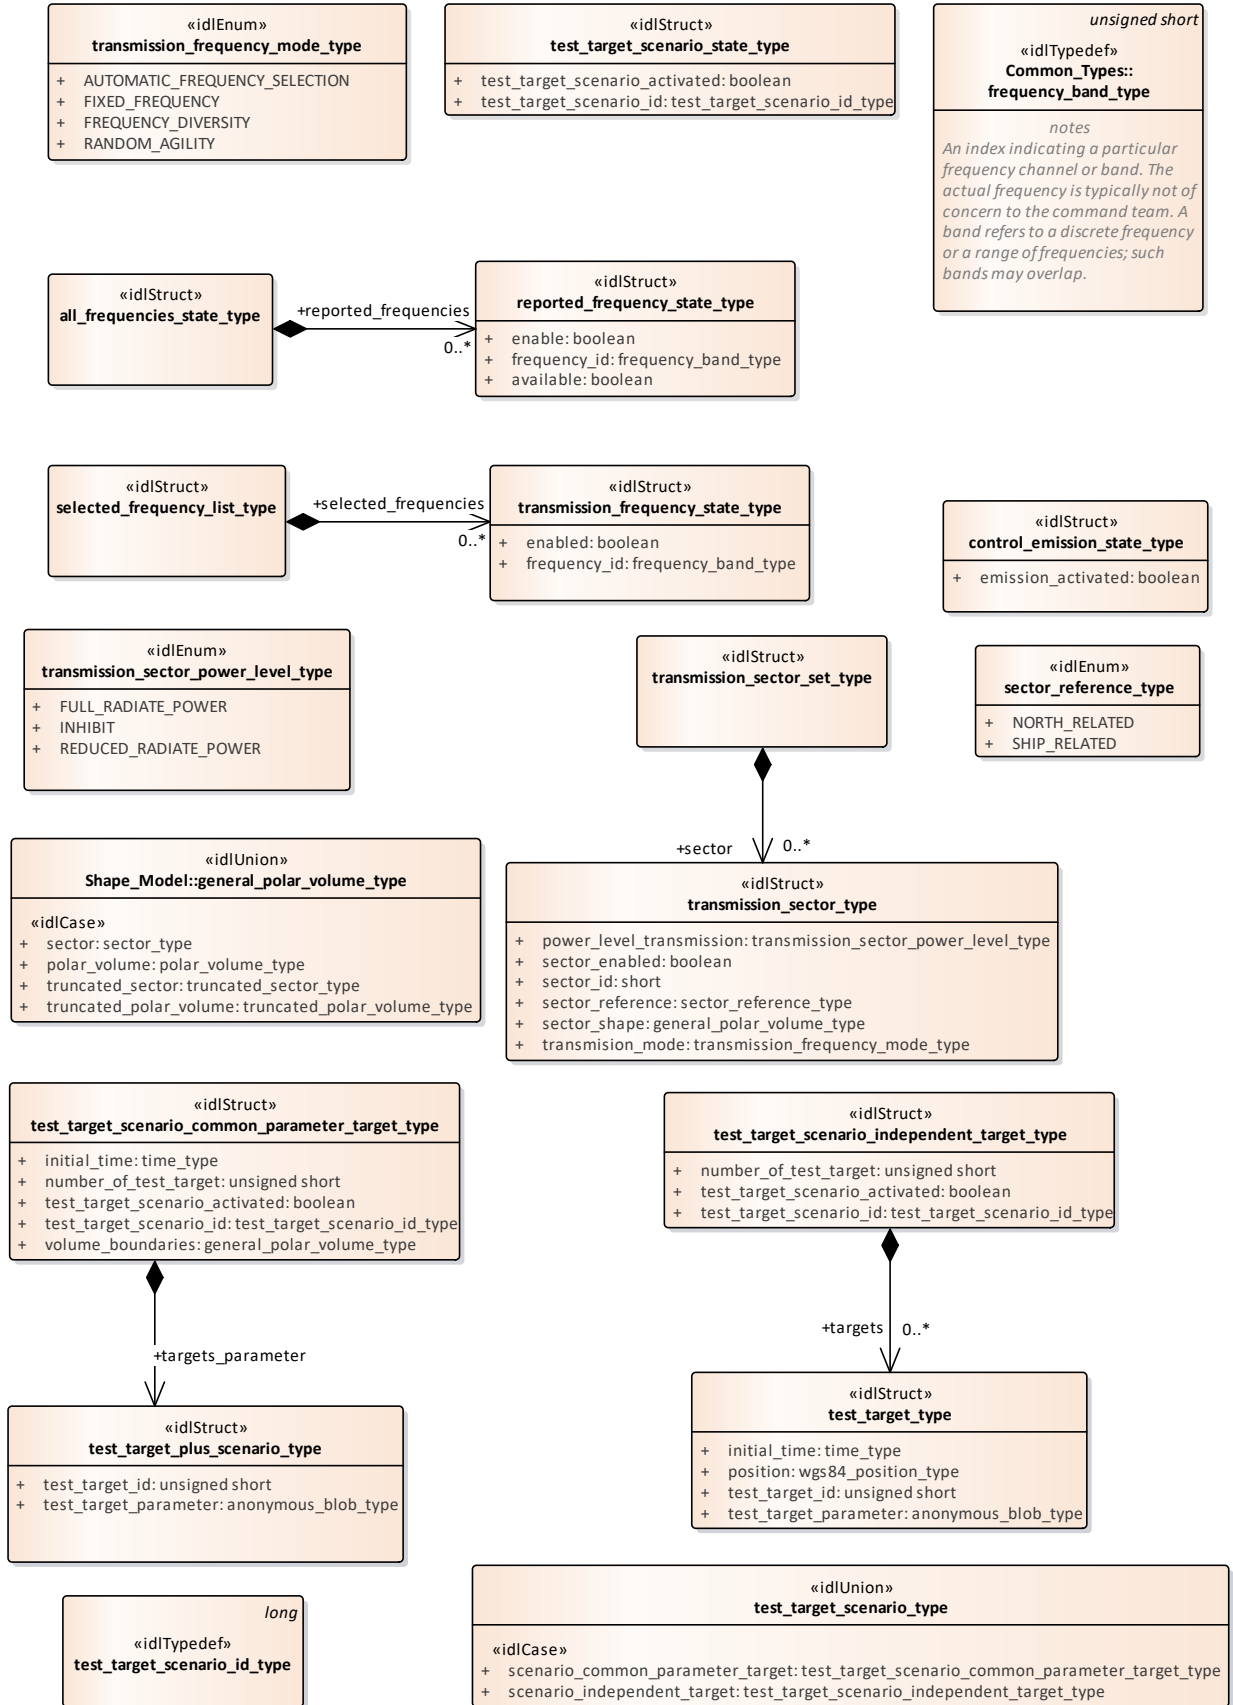 «idlEnum»
transmission_frequency_mode_type
+ AUTOMATIC_FREQUENCY_SELECTION
+ FIXED_FREQUENCY
+ FREQUENCY_DIVERSITY
+ RANDOM_AGILITY
«idlStruct»
test_target_scenario_state_type
+ test_target_scenario_activated: boolean
+ test_target_scenario_id: test_target_scenario_id_type
unsigned short
«idlTypedef»
Common_Types::
frequency_band_type
notes
An index indicating a particular
frequency channel or band. The
actual frequency is typically not of
concern to the command team. A
band refers to a discrete frequency
or a range of frequencies; such
bands may overlap.
«idlStruct»
all_frequencies_state_type
+reported_frequencies
0..*
«idlStruct»
reported_frequency_state_type
+ enable: boolean
+ frequency_id: frequency_band_type
+ available: boolean
«idlStruct»
selected_frequency_list_type
+selected_frequencies
0..*
«idlStruct»
transmission_frequency_state_type
+ enabled: boolean
+ frequency_id: frequency_band_type
«idlStruct»
control_emission_state_type
+ emission_activated: boolean
«idlEnum»
transmission_sector_power_level_type
+ FULL_RADIATE_POWER
+ INHIBIT
+ REDUCED_RADIATE_POWER
«idlStruct»
transmission_sector_set_type
«idlEnum»
sector_reference_type
+ NORTH_RELATED
+ SHIP_RELATED
+sector
0..*
«idlUnion»
Shape_Model::general_polar_volume_type
«idlCase»
+ sector: sector_type
+ polar_volume: polar_volume_type
+ truncated_sector: truncated_sector_type
+ truncated_polar_volume: truncated_polar_volume_type
«idlStruct»
transmission_sector_type
+ power_level_transmission: transmission_sector_power_level_type
+ sector_enabled: boolean
+ sector_id: short
+ sector_reference: sector_reference_type
+ sector_shape: general_polar_volume_type
+ transmision_mode: transmission_frequency_mode_type
«idlStruct»
test_target_scenario_common_parameter_target_type
+ initial_time: time_type
+ number_of_test_target: unsigned short
+ test_target_scenario_activated: boolean
+ test_target_scenario_id: test_target_scenario_id_type
+ volume_boundaries: general_polar_volume_type
«idlStruct»
test_target_scenario_independent_target_type
+ number_of_test_target: unsigned short
+ test_target_scenario_activated: boolean
+ test_target_scenario_id: test_target_scenario_id_type
+targets_parameter
+targets
0..*
«idlStruct»
test_target_plus_scenario_type
+ test_target_id: unsigned short
+ test_target_parameter: anonymous_blob_type
«idlStruct»
test_target_type
+ initial_time: time_type
+ position: wgs84_position_type
+ test_target_id: unsigned short
+ test_target_parameter: anonymous_blob_type
long
«idlTypedef»
test_target_scenario_id_type
«idlUnion»
test_target_scenario_type
«idlCase»
+ scenario_common_parameter_target: test_target_scenario_common_parameter_target_type
+ scenario_independent_target: test_target_scenario_independent_target_type